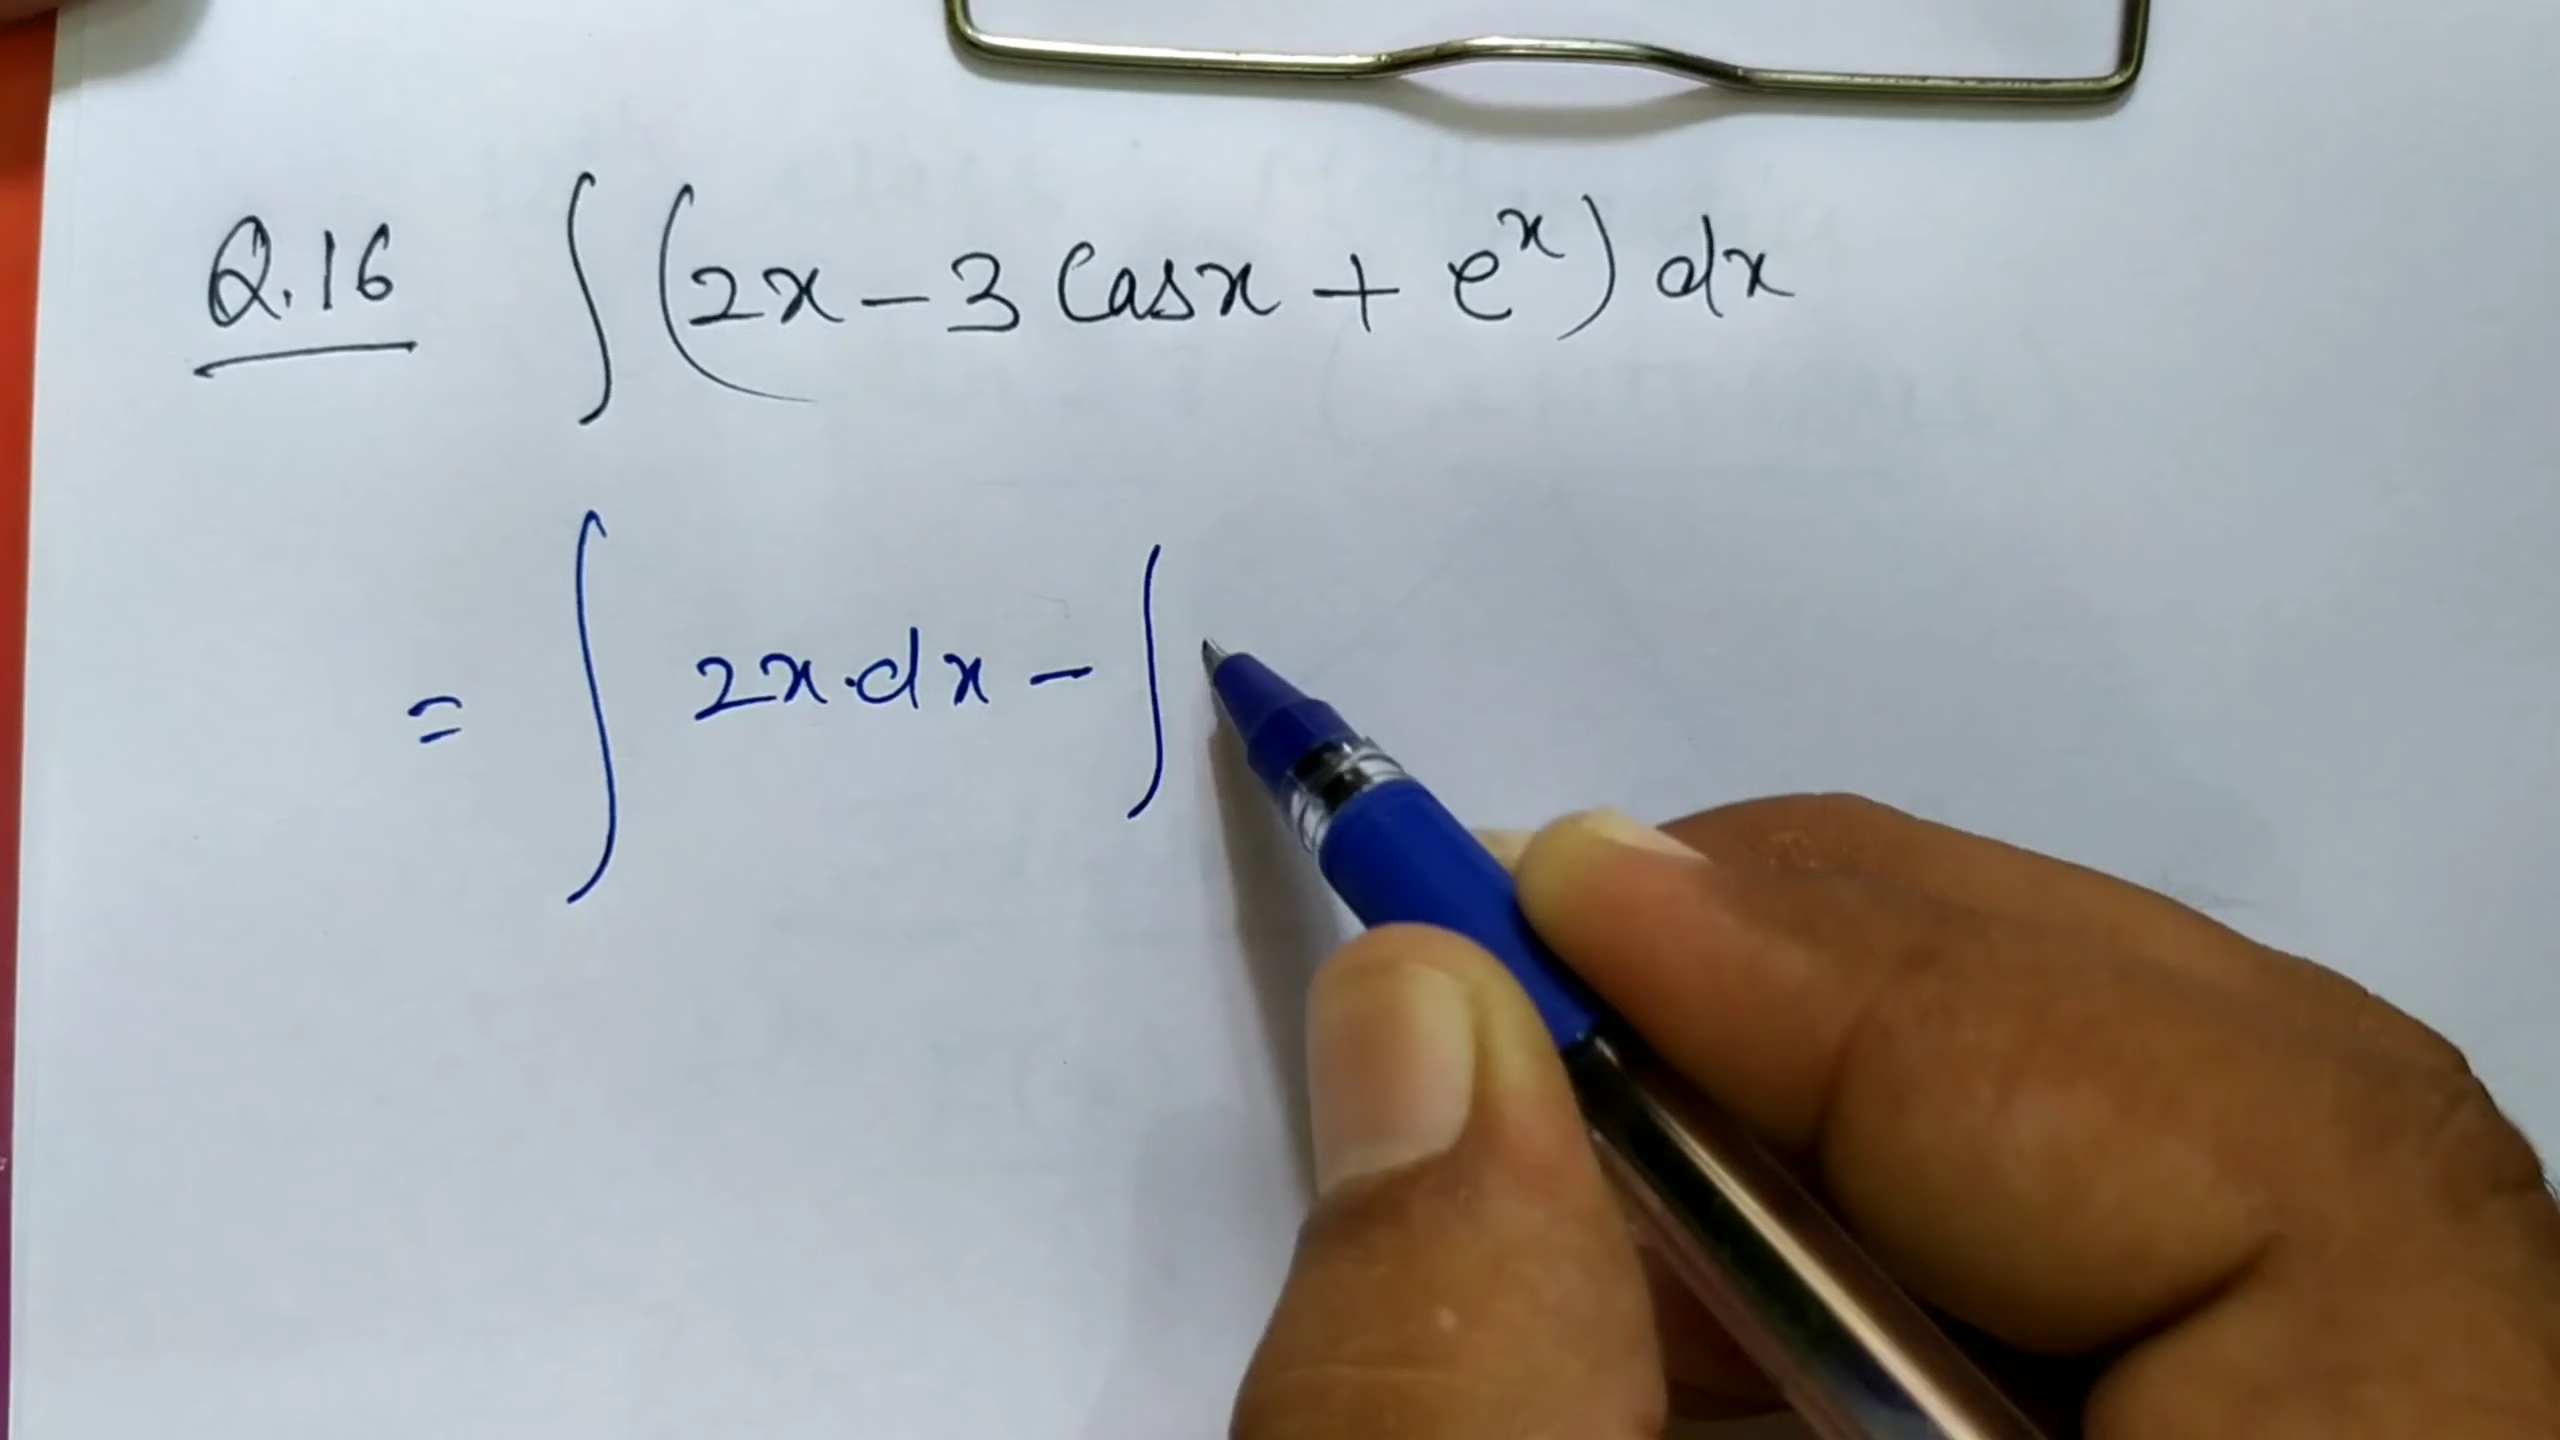 Q.16 ∫(2x - 3 Cosx + e^x) dx
= ∫ 2x.dx - ∫